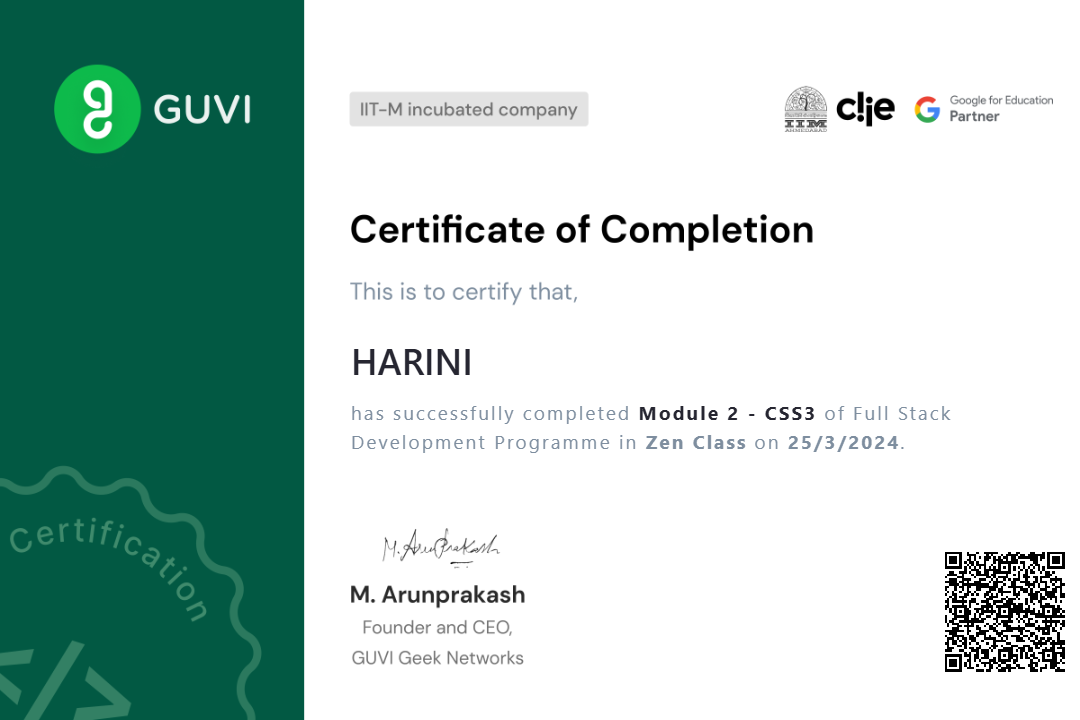 GUVI
IIT-M incubated company
IIM
AHMEDABAD
c!ie
Google for Education
Partner
Certificate of Completion
This is to certify that,
HARINI
has successfully completed Module 2 - CSS3 of Full Stack
Development Programme in Zen Class on 25/3/2024.
Certification
</>
M. Arunprakash
M. Arunprakash
Founder and CEO,
GUVI Geek Networks